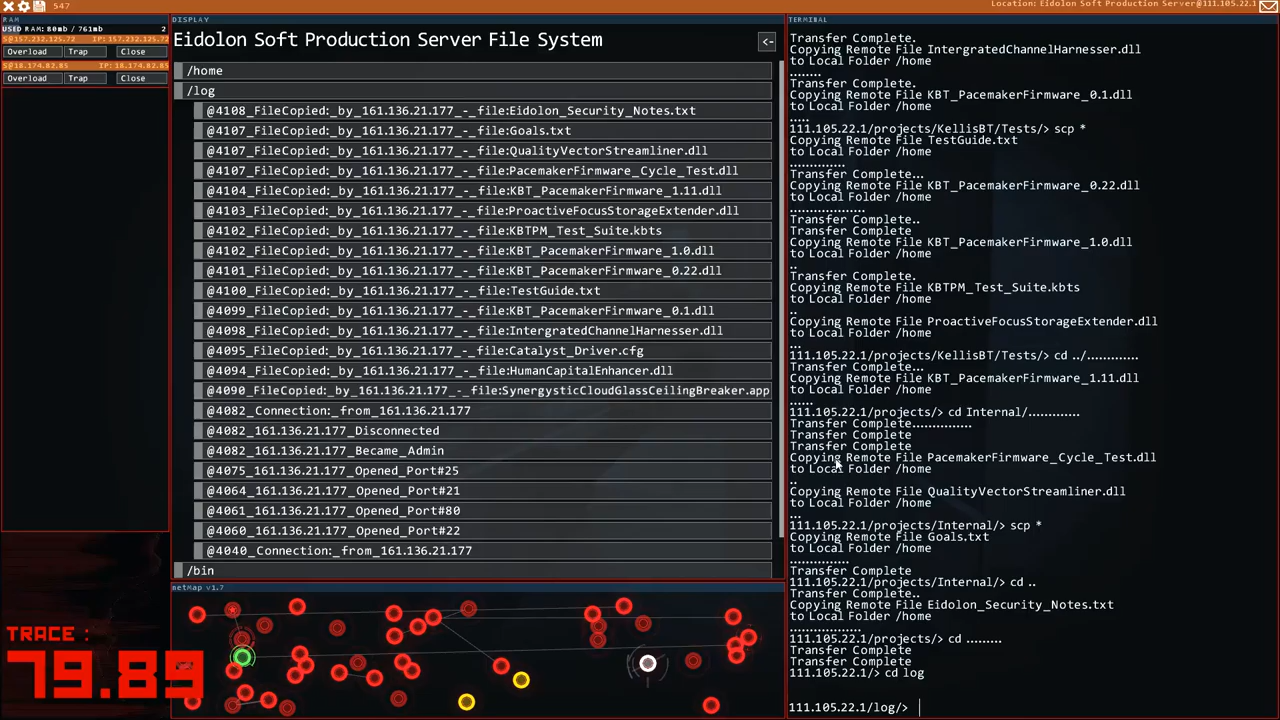 547
Location: Eidolon Soft Production Server@111.105.22.1
RAM
USED RAM: 80mb / 761mb 2
S@157.232.125.72 IP: 157.232.125.72
Overload Trap Close
S@18.174.82.85 IP: 18.174.82.85
Overload Trap Close
DISPLAY
Eidolon Soft Production Server File System
<-
/home
/log
@4108_FileCopied:_by_161.136.21.177_-_file:Eidolon_Security_Notes.txt
@4107_FileCopied:_by_161.136.21.177_-_file:Goals.txt
@4107_FileCopied:_by_161.136.21.177_-_file:QualityVectorStreamliner.dll
@4107_FileCopied:_by_161.136.21.177_-_file:PacemakerFirmware_Cycle_Test.dll
@4104_FileCopied:_by_161.136.21.177_-_file:KBT_PacemakerFirmware_1.11.dll
@4103_FileCopied:_by_161.136.21.177_-_file:ProactiveFocusStorageExtender.dll
@4102_FileCopied:_by_161.136.21.177_-_file:KBTPM_Test_Suite.kbts
@4102_FileCopied:_by_161.136.21.177_-_file:KBT_PacemakerFirmware_1.0.dll
@4101_FileCopied:_by_161.136.21.177_-_file:KBT_PacemakerFirmware_0.22.dll
@4100_FileCopied:_by_161.136.21.177_-_file:TestGuide.txt
@4099_FileCopied:_by_161.136.21.177_-_file:KBT_PacemakerFirmware_0.1.dll
@4098_FileCopied:_by_161.136.21.177_-_file:IntergratedChannelHarnesser.dll
@4095_FileCopied:_by_161.136.21.177_-_file:Catalyst_Driver.cfg
@4094_FileCopied:_by_161.136.21.177_-_file:HumanCapitalEnhancer.dll
@4090_FileCopied:_by_161.136.21.177_-_file:SynergysticCloudGlassCeilingBreaker.app
@4082_Connection:_from_161.136.21.177
@4082_161.136.21.177_Disconnected
@4082_161.136.21.177_Became_Admin
@4075_161.136.21.177_Opened_Port#25
@4064_161.136.21.177_Opened_Port#21
@4061_161.136.21.177_Opened_Port#80
@4060_161.136.21.177_Opened_Port#22
@4040_Connection:_from_161.136.21.177
/bin
netMap v1.7
TRACE :
79.89
TERMINAL
Transfer Complete.
Copying Remote File IntergratedChannelHarnesser.dll
to Local Folder /home
........
Transfer Complete.
Copying Remote File KBT_PacemakerFirmware_0.1.dll
to Local Folder /home
.....
111.105.22.1/projects/KellisBT/Tests/> scp *
Copying Remote File TestGuide.txt
to Local Folder /home
.............
Transfer Complete...
Copying Remote File KBT_PacemakerFirmware_0.22.dll
to Local Folder /home
..................
Transfer Complete..
Transfer Complete
Copying Remote File KBT_PacemakerFirmware_1.0.dll
to Local Folder /home
..
Transfer Complete.
Copying Remote File KBTPM_Test_Suite.kbts
to Local Folder /home
..
Copying Remote File ProactiveFocusStorageExtender.dll
to Local Folder /home
...
111.105.22.1/projects/KellisBT/Tests/> cd ../.............
Transfer Complete...
Copying Remote File KBT_PacemakerFirmware_1.11.dll
to Local Folder /home
......
111.105.22.1/projects/> cd Internal/.............
Transfer Complete...............
Transfer Complete
Transfer Complete
Copying Remote File PacemakerFirmware_Cycle_Test.dll
to Local Folder /home
..
Copying Remote File QualityVectorStreamliner.dll
to Local Folder /home
...
111.105.22.1/projects/Internal/> scp *
Copying Remote File Goals.txt
to Local Folder /home
...............
Transfer Complete
111.105.22.1/projects/Internal/> cd ..
Transfer Complete..
Copying Remote File Eidolon_Security_Notes.txt
to Local Folder /home
.................
111.105.22.1/projects/> cd .........
Transfer Complete
Transfer Complete
111.105.22.1/> cd log
111.105.22.1/log/>